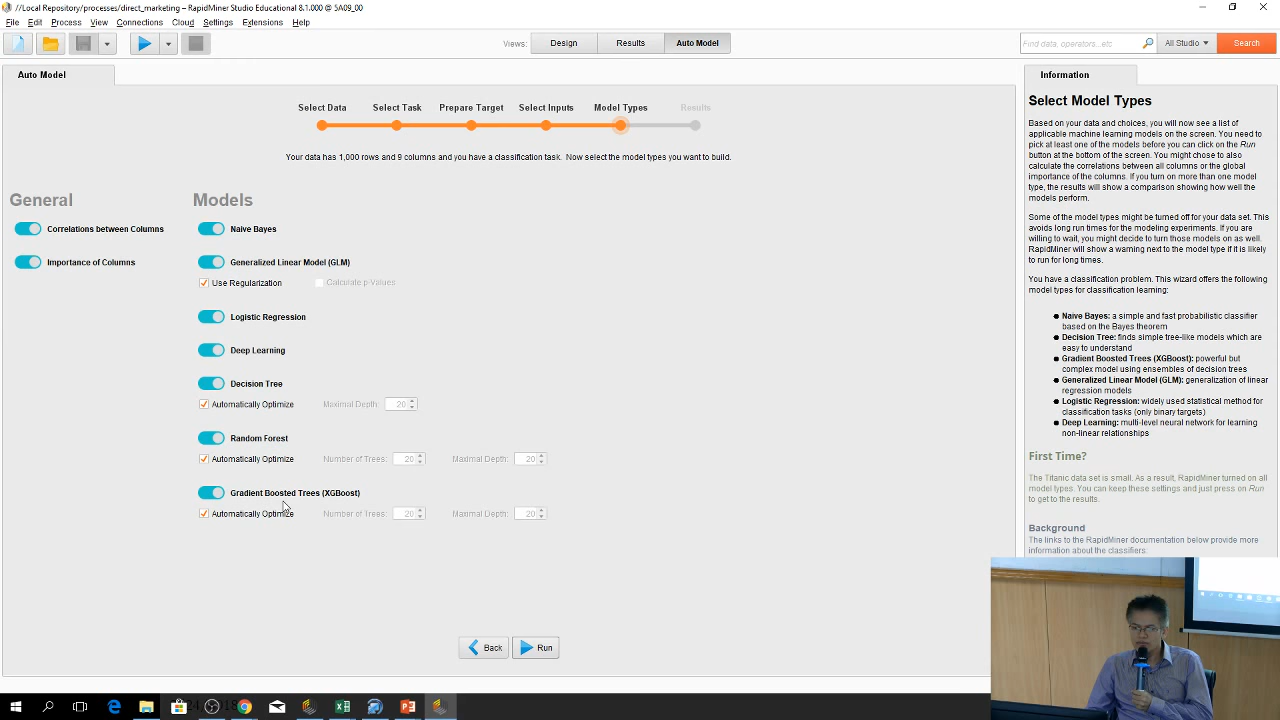 //Local Repository/processes/direct_marketing – RapidMiner Studio Educational 8.1.000 @ 5A09_00
File Edit Process View Connections Cloud Settings Extensions Help
Views: Design Results Auto Model
Find data, operators...etc
All Studio
Search
Auto Model
Select Data Select Task Prepare Target Select Inputs Model Types Results
Your data has 1,000 rows and 9 columns and you have a classification task. Now select the model types you want to build.
General
Correlations between Columns
Importance of Columns
Models
Naive Bayes
Generalized Linear Model (GLM)
Use Regularization Calculate p-Values
Logistic Regression
Deep Learning
Decision Tree
Automatically Optimize Maximal Depth: 20
Random Forest
Automatically Optimize Number of Trees: 20 Maximal Depth: 20
Gradient Boosted Trees (XGBoost)
Automatically Optimize Number of Trees: 20 Maximal Depth: 20
Back Run
Information
Select Model Types
Based on your data and choices, you will now see a list of
applicable machine learning models on the screen. You need to
pick at least one of the models before you can click on the Run
button at the bottom of the screen. You might chose to also
calculate the correlations between all columns or the global
importance of the columns. If you turn on more than one model
type, the results will show a comparison showing how well the
models perform.
Some of the model types might be turned off for your data set. This
avoids long run times for the modeling experiments. If you are
willing to wait, you might decide to turn those models on as well.
RapidMiner will show a warning next to the model type if it is likely
to run for long times.
You have a classification problem. This wizard offers the following
model types for classification learning:
● Naive Bayes: a simple and fast probabilistic classifier
based on the Bayes theorem
● Decision Tree: finds simple tree-like models which are
easy to understand
● Gradient Boosted Trees (XGBoost): powerful but
complex model using ensembles of decision trees
● Generalized Linear Model (GLM): generalization of linear
regression models
● Logistic Regression: widely used statistical method for
classification tasks (only binary targets)
● Deep Learning: multi-level neural network for learning
non-linear relationships
First Time?
The Titanic data set is small. As a result, RapidMiner turned on all
model types. You can keep these settings and just press on Run
to get to the results.
Background
The links to the RapidMiner documentation below provide more
information about the classifiers: